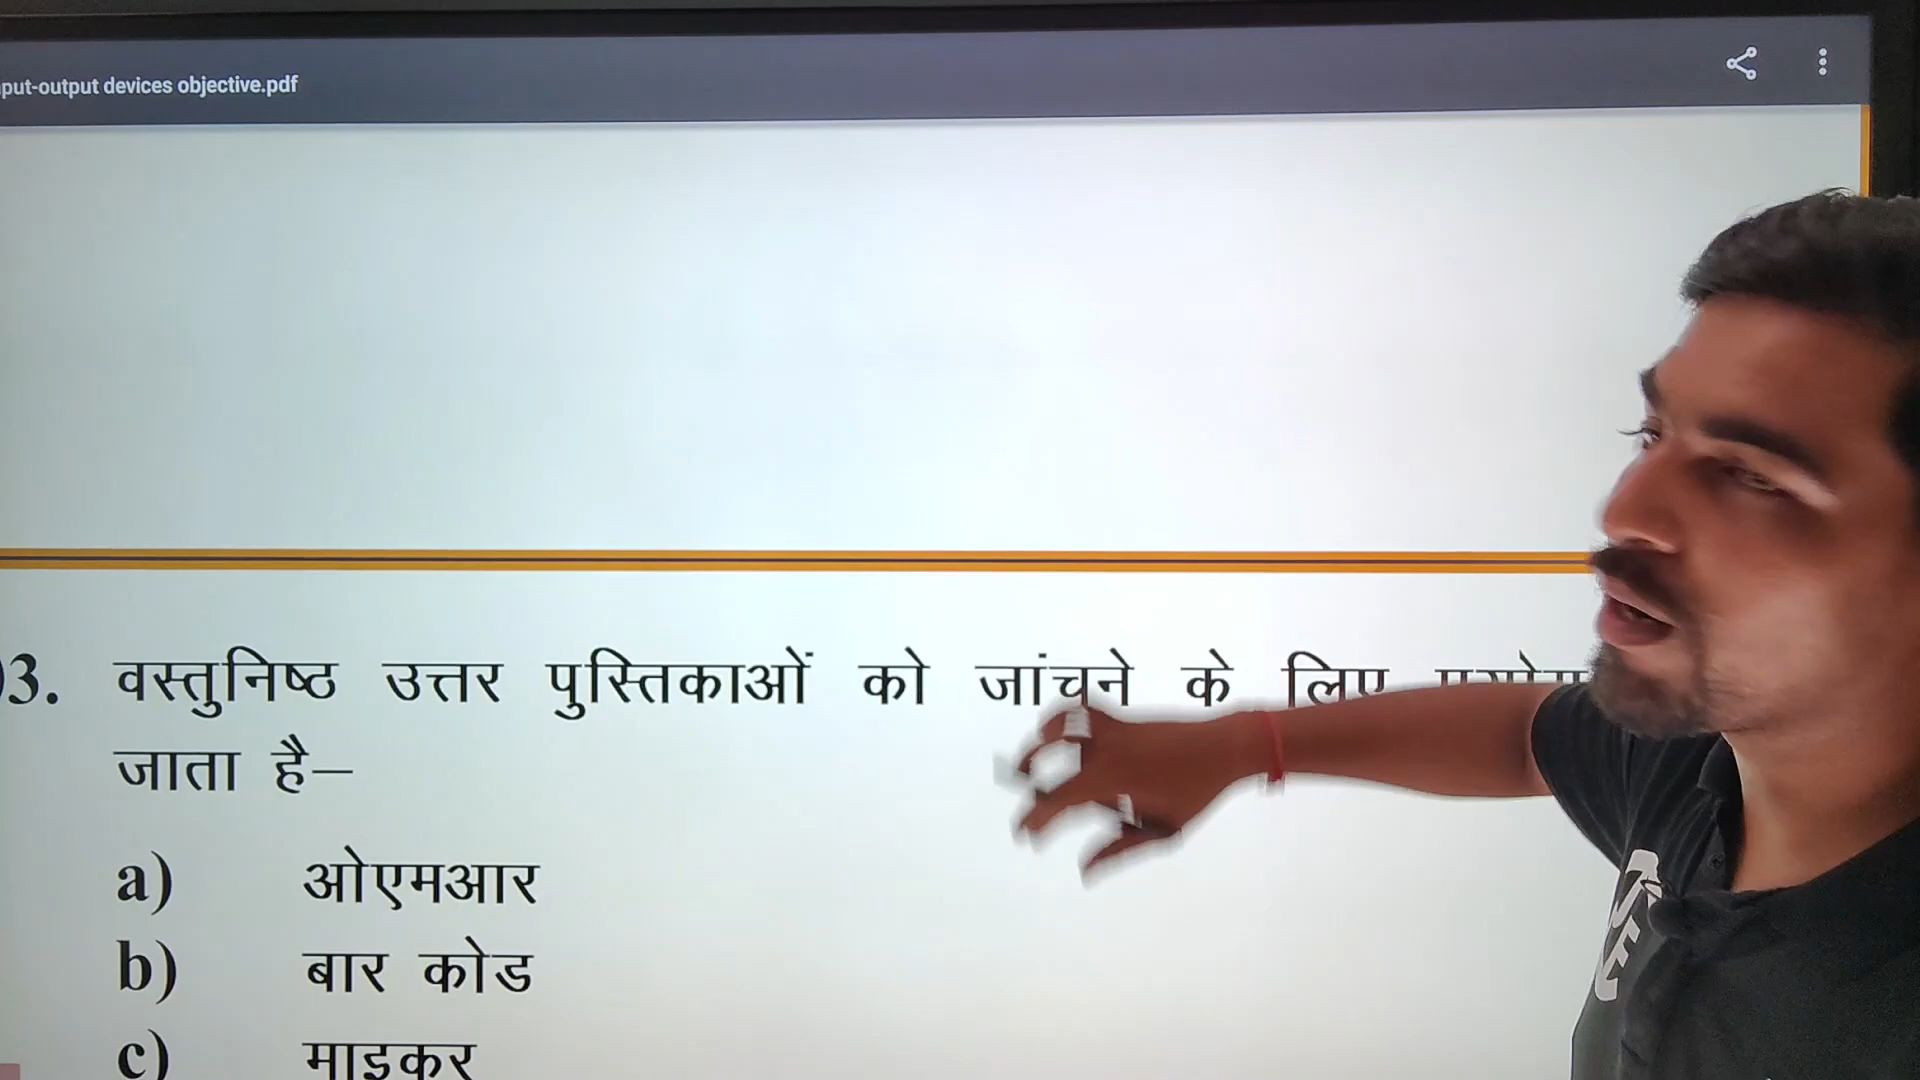 put-output devices objective.pdf
3. वस्तुनिष्ठ उत्तर पुस्तिकाओं को जांचने के लिए
जाता है–
a) ओएमआर
b) बार कोड
c) माइकर